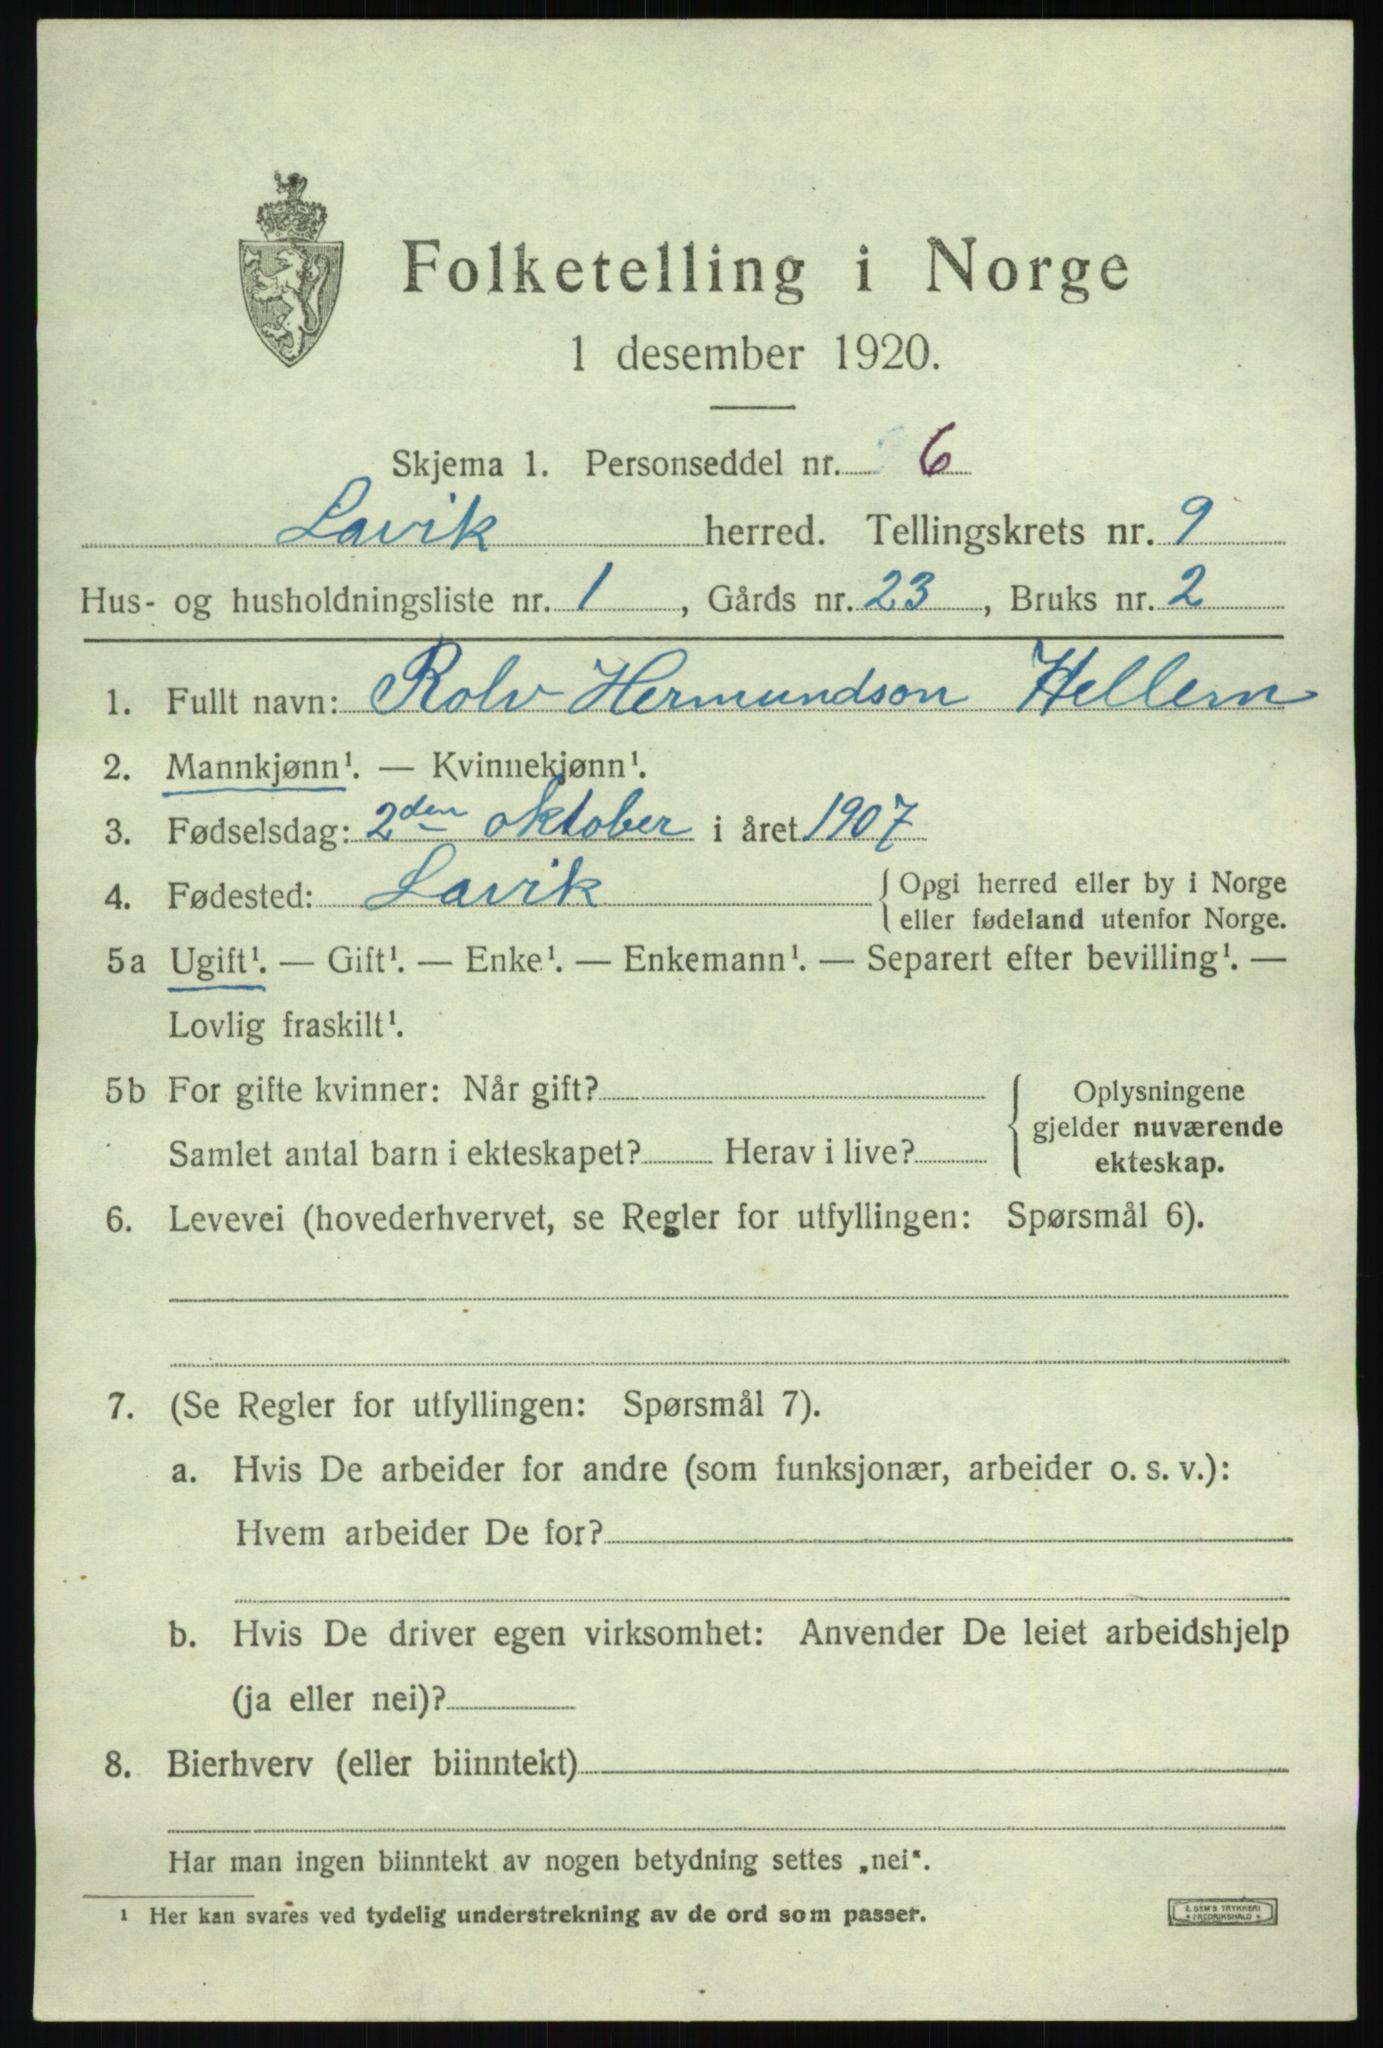 Folketelling i Norge
1 desember 1920.
Skjema 1. Personseddel nr. 6
Lavik herred. Tellingskrets nr. 9
Hus- og husholdningsliste nr. 1, Gårds nr. 23, Bruks nr. 2
1. Fullt navn: Rolv Hermundson Hellem
2. Mannkjønn¹. — Kvinnekjønn¹.
3. Fødselsdag: 2den oktober i året 1907
4. Fødested: Lavik { Opgi herred eller by i Norge
eller fødeland utenfor Norge.
5a Ugift¹. — Gift¹. — Enke¹. — Enkemann¹. — Separert efter bevilling¹. —
Lovlig fraskilt¹.
5b For gifte kvinner: Når gift? { Oplysningene
gjelder nuværende
Samlet antal barn i ekteskapet? Herav i live?
ekteskap.
6. Levevei (hovederhvervet, se Regler for utfyllingen: Spørsmål 6).
7. (Se Regler for utfyllingen: Spørsmål 7).
a. Hvis De arbeider for andre (som funksjonær, arbeider o. s. v.):
Hvem arbeider De for?
b. Hvis De driver egen virksomhet: Anvender De leiet arbeidshjelp
(ja eller nei)?
8. Bierhverv (eller biinntekt)
Har man ingen biinntekt av nogen betydning settes „nei“.
¹ Her kan svares ved tydelig understrekning av de ord som passer.
E. SEM'S TRYKKERI
• FREDRIKSHALD •